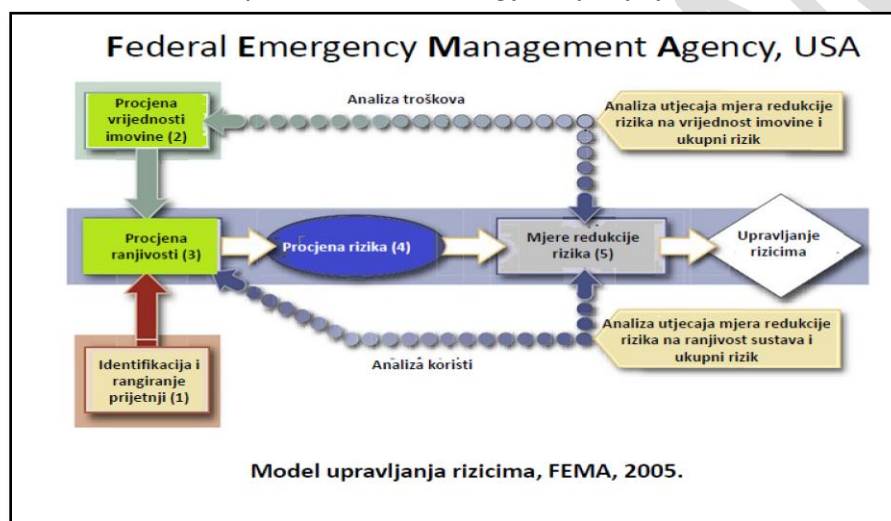 Federal Emergency Management Agency, USA
Procjena
vrijednosti
imovine (2)
Analiza troškova
Analiza utjecaja mjera redukcije
rizika na vrijednost imovine i
ukupni rizik
Procjena
ranjivosti (3)
Procjena rizika (4)
Mjere redukcije
rizika (5)
Upravljanje
rizicima
Identifikacija i
rangiranje
prijetnji (1)
Analiza koristi
Analiza utjecaja mjera redukcije
rizika na ranjivost sustava i
ukupni rizik
Model upravljanja rizicima, FEMA, 2005.